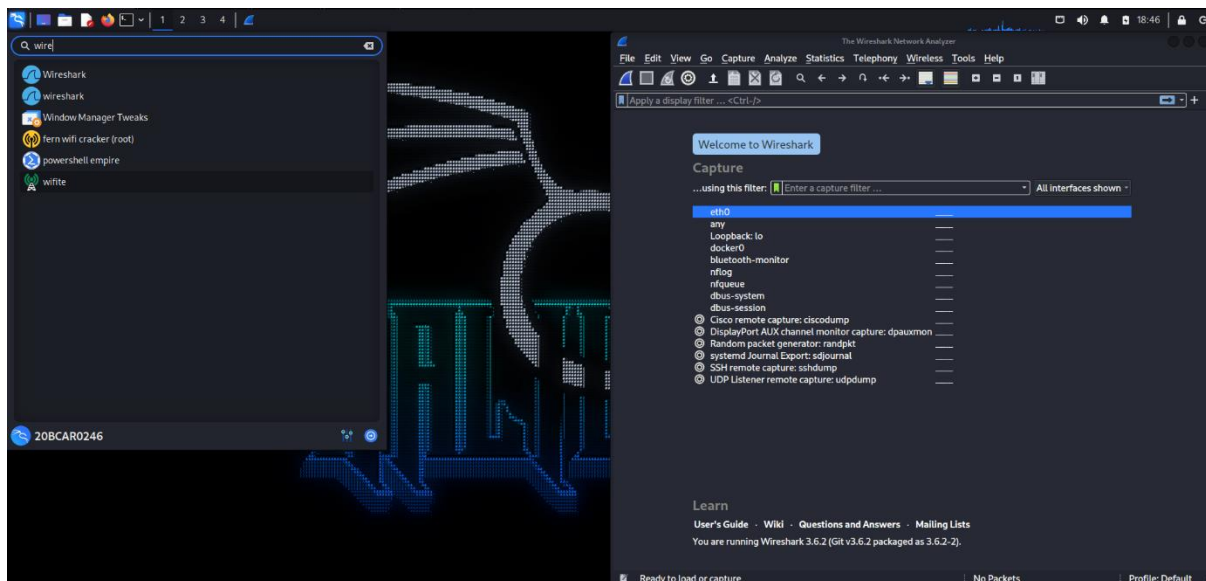 1 2 3 4
18:46
wire
Wireshark
wireshark
Window Manager Tweaks
fern wifi cracker (root)
powershell empire
wifite
20BCAR0246
The Wireshark Network Analyzer
File Edit View Go Capture Analyze Statistics Telephony Wireless Tools Help
Apply a display filter ... <Ctrl-/>
Welcome to Wireshark
Capture
...using this filter: Enter a capture filter ... All interfaces shown
eth0
any
Loopback: lo
docker0
bluetooth-monitor
nflog
nfqueue
dbus-system
dbus-session
Cisco remote capture: ciscodump
DisplayPort AUX channel monitor capture: dpauxmon
Random packet generator: randpkt
systemd Journal Export: sdjournal
SSH remote capture: sshdump
UDP Listener remote capture: udpdump
Learn
User's Guide · Wiki · Questions and Answers · Mailing Lists
You are running Wireshark 3.6.2 (Git v3.6.2 packaged as 3.6.2-2).
Ready to load or capture No Packets Profile: Default